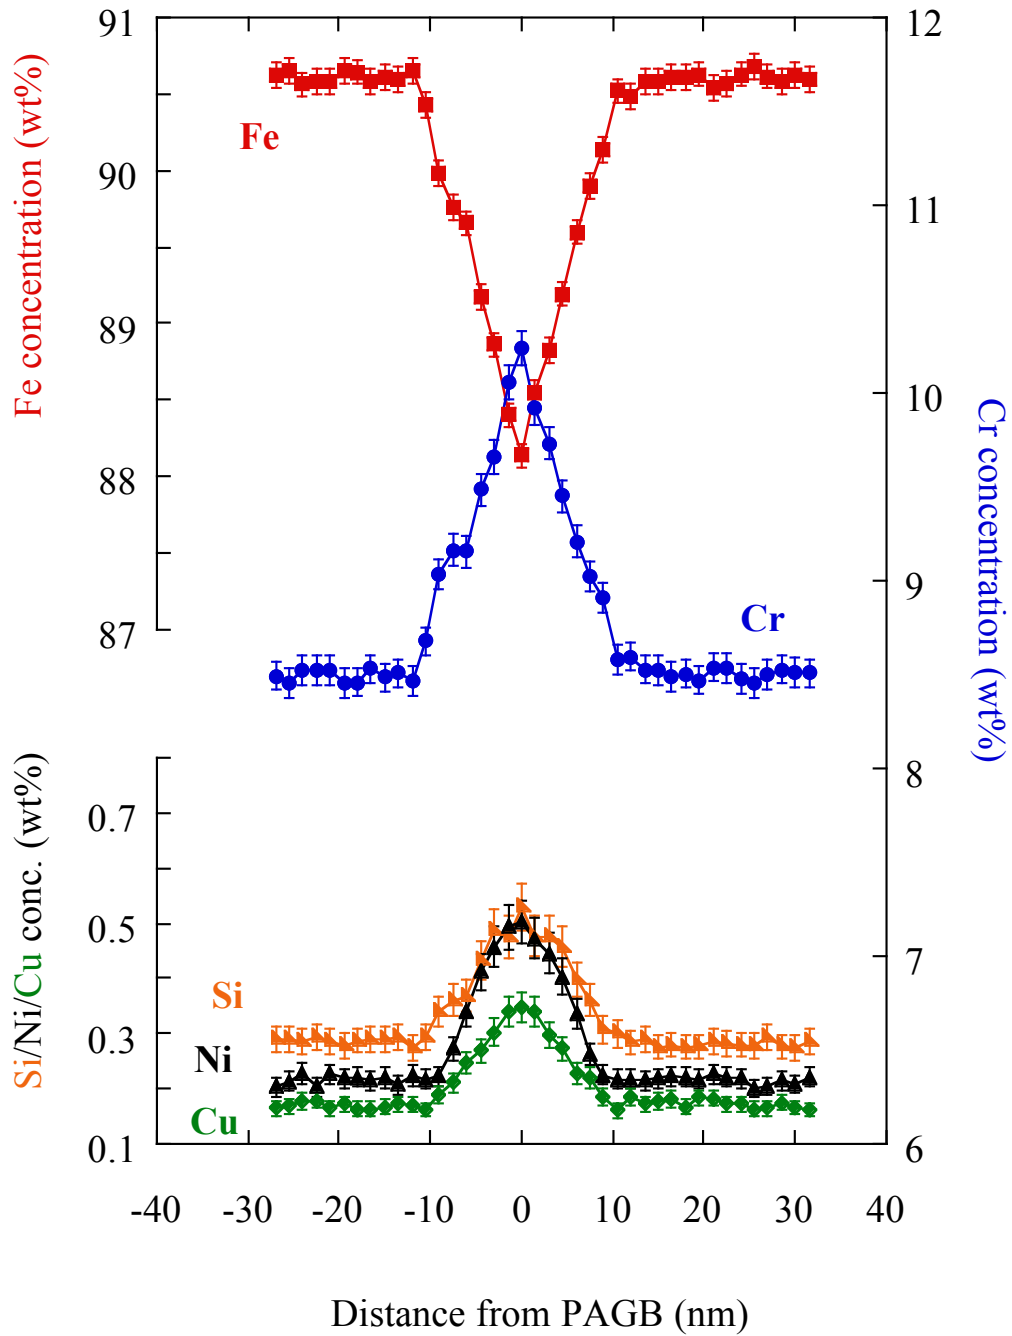 91
90
89
88
87
Fe concentration (wt%)
Fe
12
11
10
9
8
7
6
Cr concentration (wt%)
Cr
Si/Ni/Cu conc. (wt%)
0.7
0.5
0.3
0.1
Si
Ni
Cu
-40 -30 -20 -10 0 10 20 30 40
Distance from PAGB (nm)